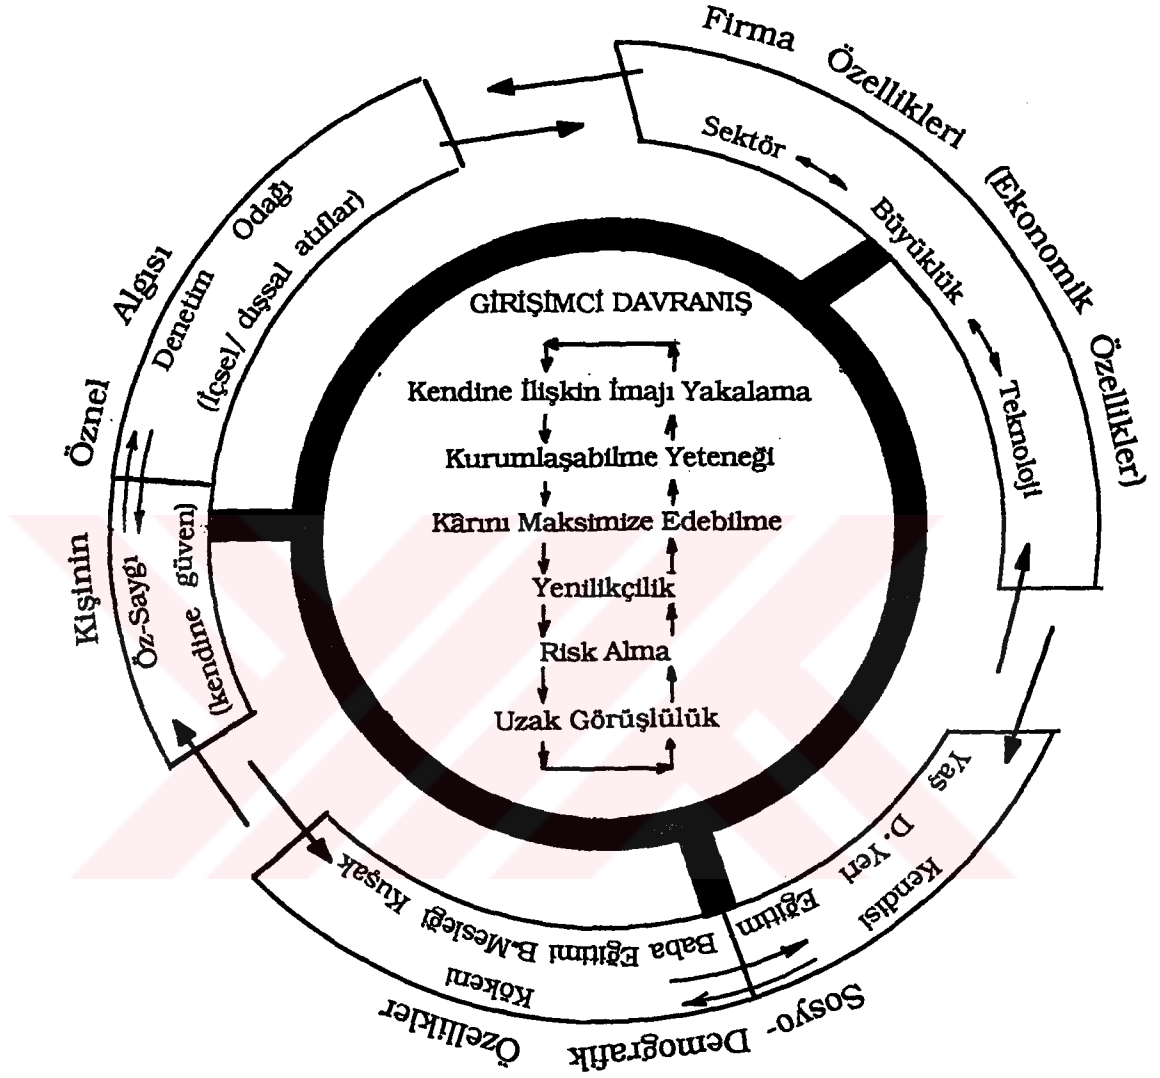 Firma Özellikleri (Ekonomik Özellikler)
Sektör
Büyüklük
Teknoloji
Kişinin Öznel Algısı
Denetim Odağı
(İçsel/ dışsal atıflar)
Öz-Saygı
(kendine güven)
GİRİŞİMCİ DAVRANIŞ
Kendine İlişkin İmajı Yakalama
Kurumlaşabilme Yeteneği
Kârını Maksimize Edebilme
Yenilikçilik
Risk Alma
Uzak Görüşlülük
Yaş D. Yeri Eğitim
Kendisi
Baba Eğitimi B.Mesleği Kuşak
Kökeni
Sosyo- Demografik Özellikler